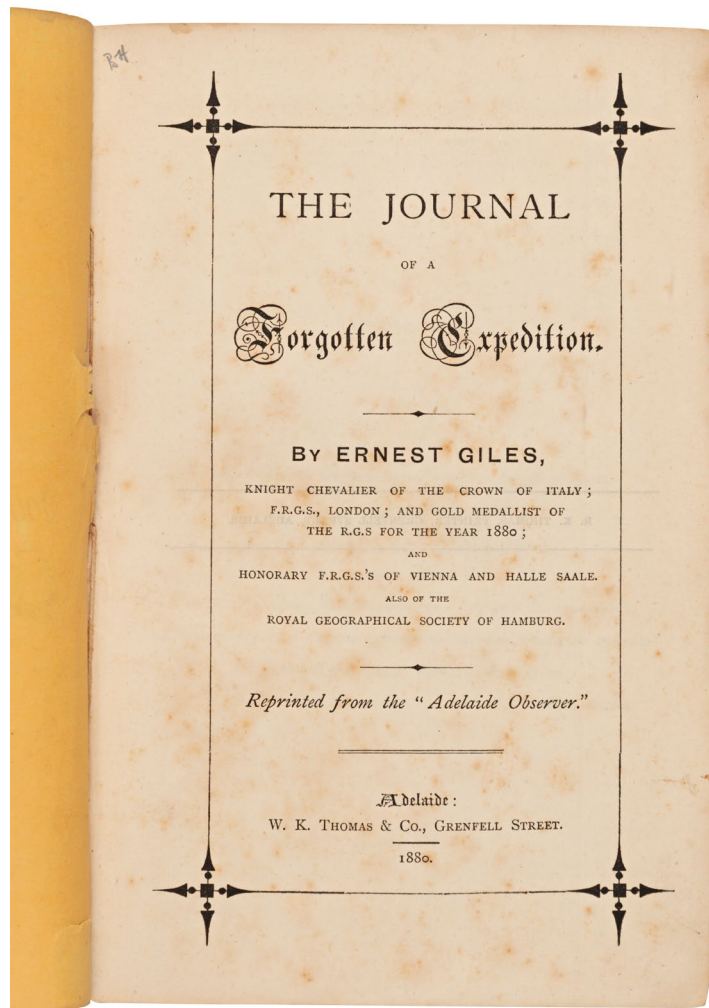 THE JOURNAL
OF A
Forgotten Expedition.
BY ERNEST GILES,
KNIGHT CHEVALIER OF THE CROWN OF ITALY;
F.R.G.S., LONDON; AND GOLD MEDALLIST OF
THE R.G.S FOR THE YEAR 1880;
AND
HONORARY F.R.G.S.'S OF VIENNA AND HALLE SAALE.
ALSO OF THE
ROYAL GEOGRAPHICAL SOCIETY OF HAMBURG.
Reprinted from the "Adelaide Observer."
Adelaide:
W. K. THOMAS & CO., GRENFELL STREET.
1880.